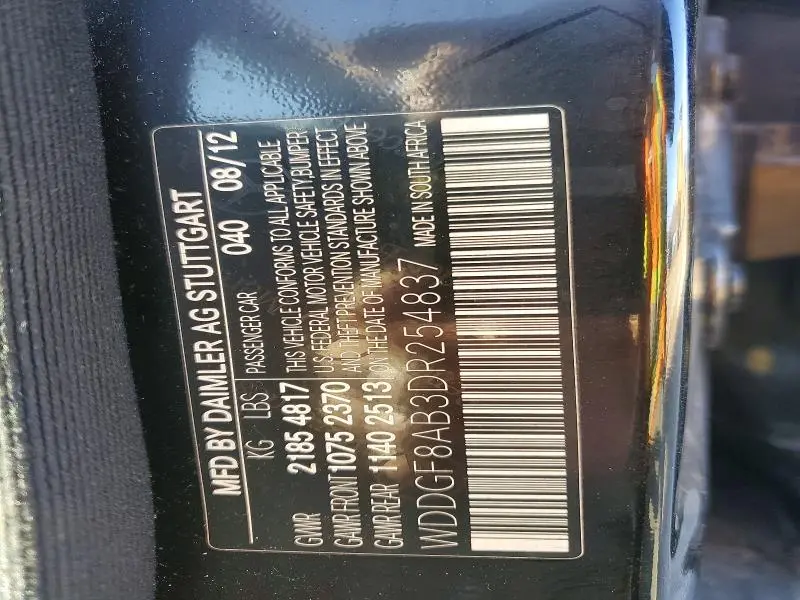 MFD BY DAIMLER AG STUTTGART
KG LBS PASSENGER CAR 040 08/12
GVWR 2185 4817 THIS VEHICLE CONFORMS TO ALL APPLICABLE
GAWR FRONT 1075 2370 U.S. FEDERAL MOTOR VEHICLE SAFETY, BUMPER
GAWR REAR 1140 2513 AND THEFT PREVENTION STANDARDS IN EFFECT
ON THE DATE OF MANUFACTURE SHOWN ABOVE
WDDGF8AB3DR254837 MADE IN SOUTH AFRICA